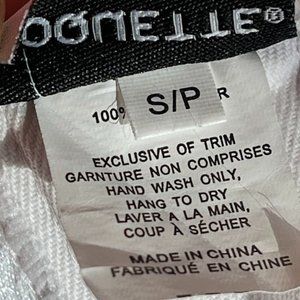 OQUETTE®
S/P
100% R
EXCLUSIVE OF TRIM
GARNTURE NON COMPRISES
HAND WASH ONLY,
HANG TO DRY
LAVER A LA MAIN,
COUP À SÉCHER
MADE IN CHINA
FABRIQUÉ EN CHINE